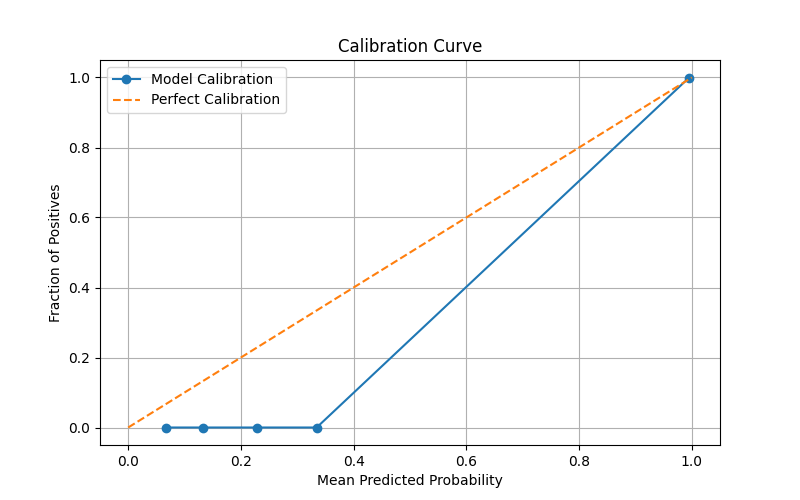 Calibration Curve
Model Calibration
Perfect Calibration
1.0
0.8
0.6
0.4
0.2
0.0
Fraction of Positives
0.0 0.2 0.4 0.6 0.8 1.0
Mean Predicted Probability